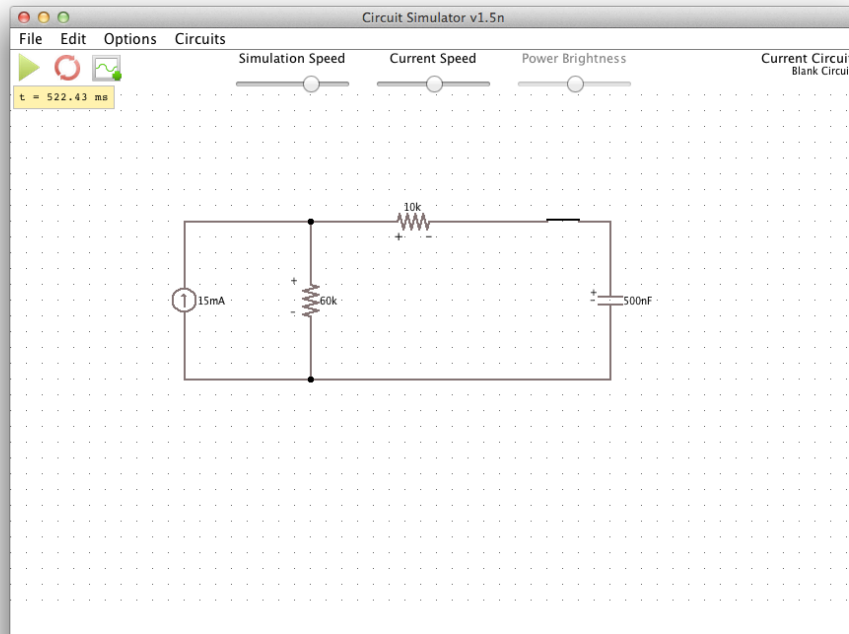 Circuit Simulator v1.5n
File Edit Options Circuits
Simulation Speed Current Speed Power Brightness Current Circui
Blank Circui
t = 522.43 ms
10k
+ -
+
15mA 60k
-
+
- 500nF